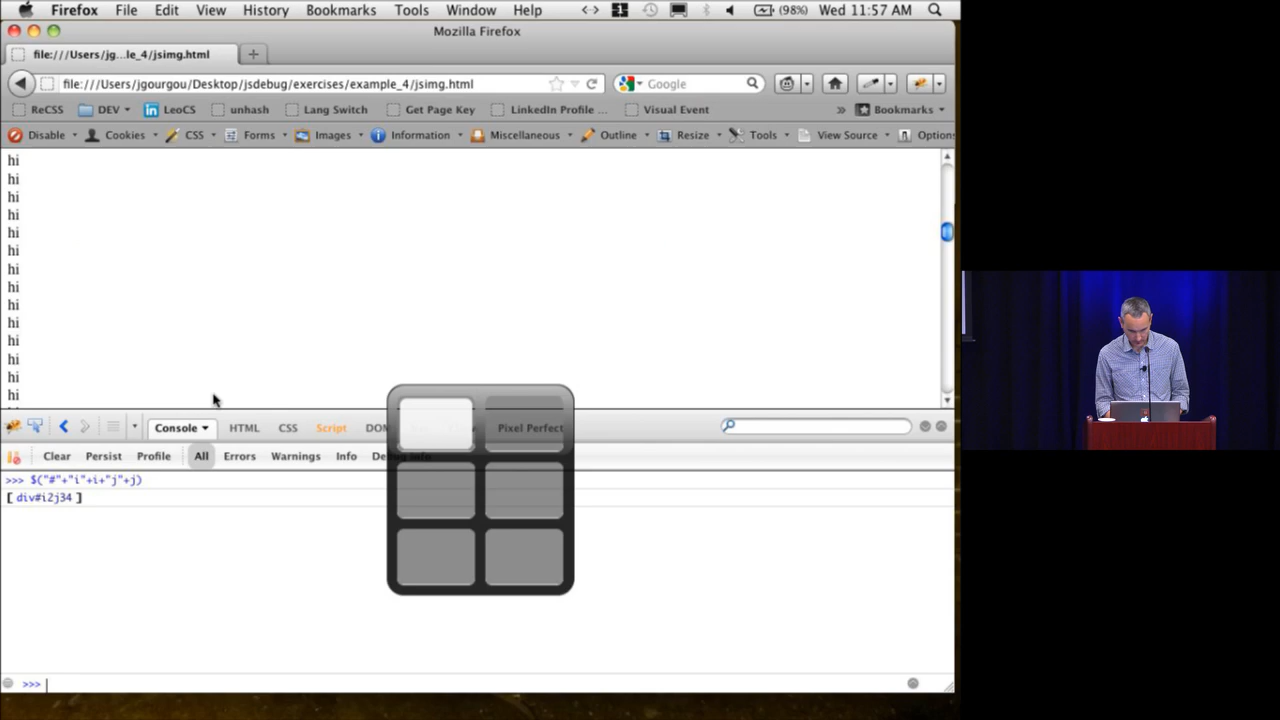 Firefox File Edit View History Bookmarks Tools Window Help (98%) Wed 11:57 AM
Mozilla Firefox
file:///Users/jg...le_4/jsimg.html
file:///Users/jgourgou/Desktop/jsdebug/exercises/example_4/jsimg.html Google
ReCSS DEV LeoCS unhash Lang Switch Get Page Key LinkedIn Profile ... Visual Event » Bookmarks
Disable Cookies CSS Forms Images Information Miscellaneous Outline Resize Tools View Source Options
hi
hi
hi
hi
hi
hi
hi
hi
hi
hi
hi
hi
hi
hi
Console HTML CSS Script DOM Pixel Perfect
Clear Persist Profile All Errors Warnings Info Debug Info
>>> $("#"+"i"+i+"j"+j)
[ div#i2j34 ]
>>>